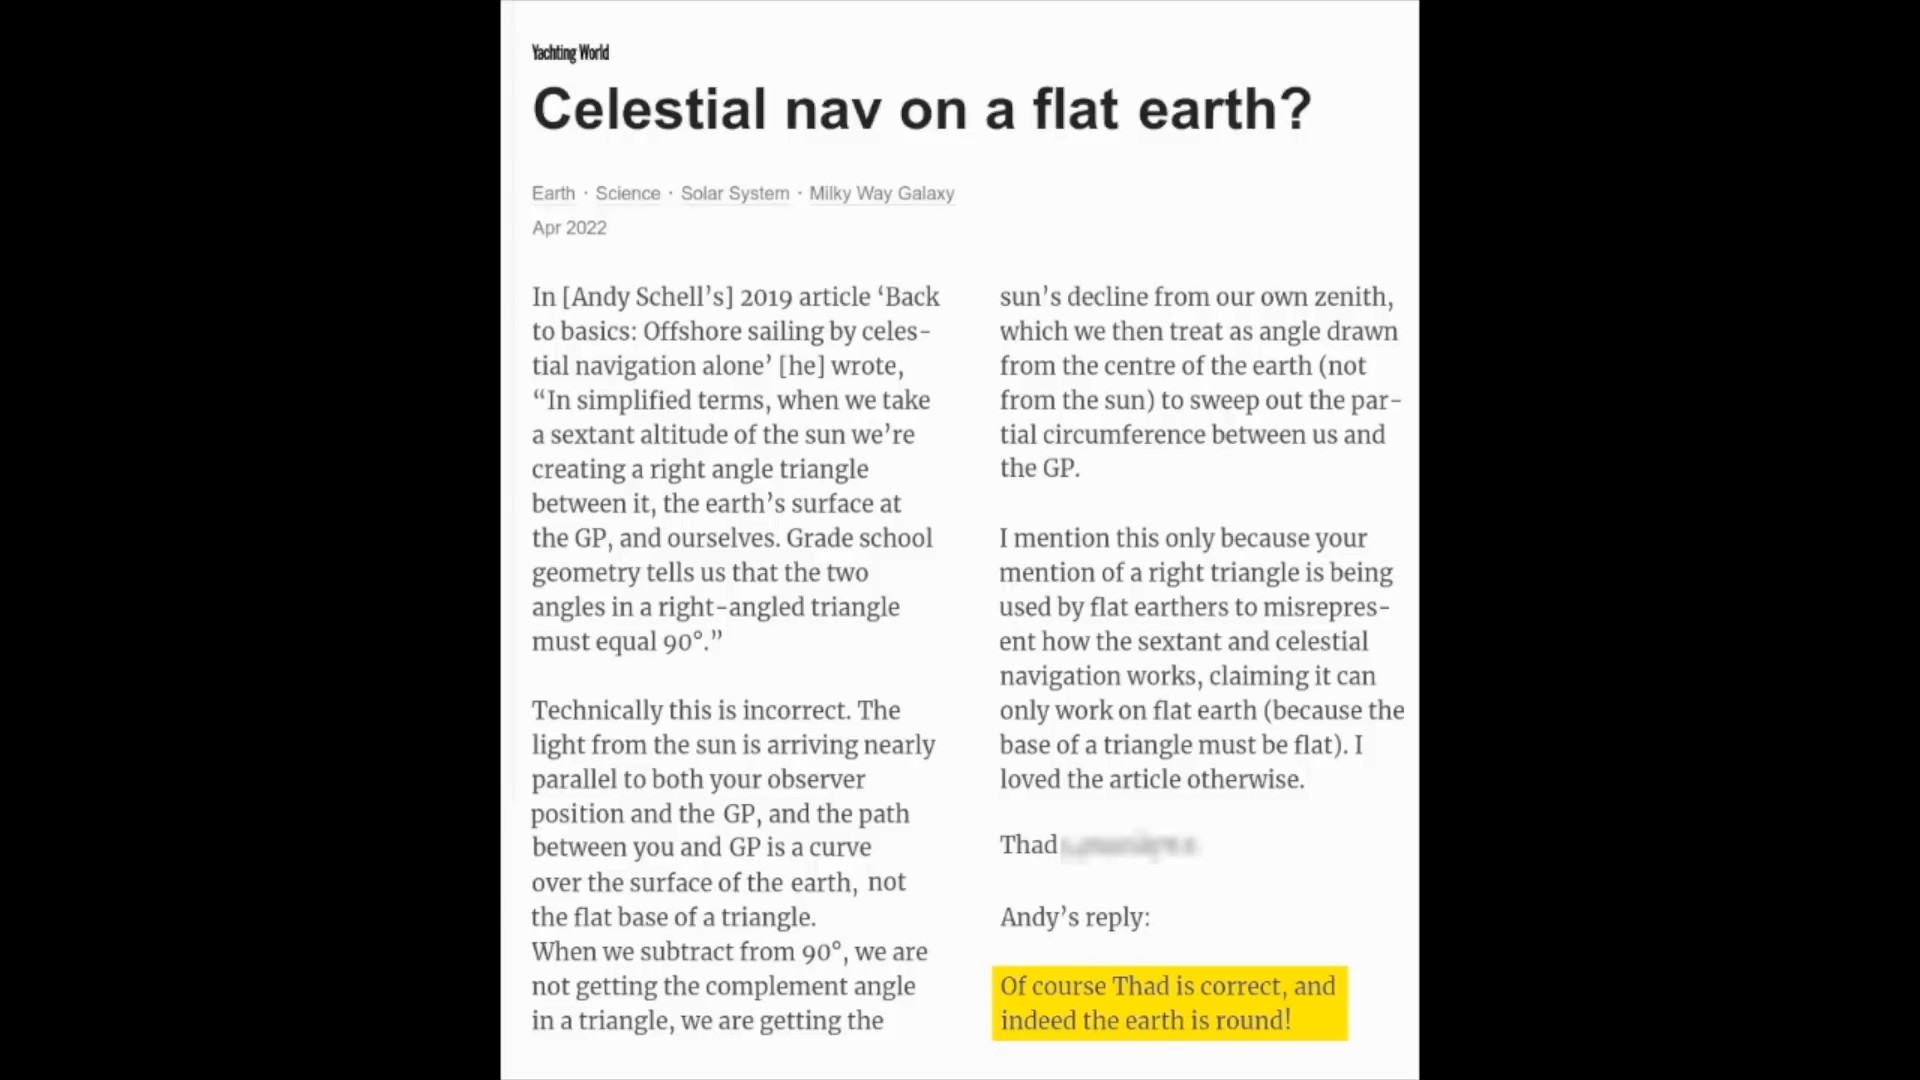 Yachting World
Celestial nav on a flat earth?
Earth · Science · Solar System · Milky Way Galaxy
Apr 2022
In [Andy Schell’s] 2019 article ‘Back
to basics: Offshore sailing by celes-
tial navigation alone’ [he] wrote,
“In simplified terms, when we take
a sextant altitude of the sun we’re
creating a right angle triangle
between it, the earth’s surface at
the GP, and ourselves. Grade school
geometry tells us that the two
angles in a right-angled triangle
must equal 90°.”
Technically this is incorrect. The
light from the sun is arriving nearly
parallel to both your observer
position and the GP, and the path
between you and GP is a curve
over the surface of the earth, not
the flat base of a triangle.
When we subtract from 90°, we are
not getting the complement angle
in a triangle, we are getting the
sun’s decline from our own zenith,
which we then treat as angle drawn
from the centre of the earth (not
from the sun) to sweep out the par-
tial circumference between us and
the GP.
I mention this only because your
mention of a right triangle is being
used by flat earthers to misrepres-
ent how the sextant and celestial
navigation works, claiming it can
only work on flat earth (because the
base of a triangle must be flat). I
loved the article otherwise.
Thad
Andy’s reply:
Of course Thad is correct, and
indeed the earth is round!